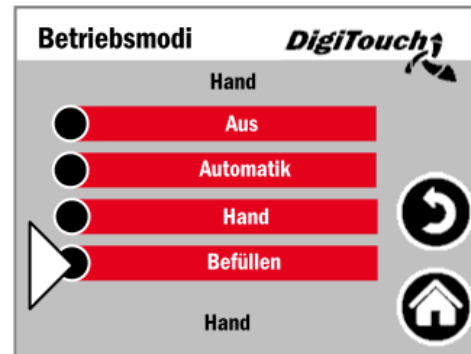 Betriebsmodi DigiTouch
Hand
Aus
Automatik
Hand
Befüllen
Hand